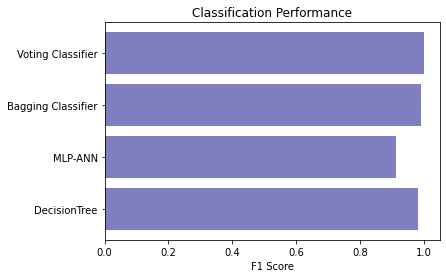 Classification Performance
Voting Classifier
Bagging Classifier
MLP-ANN
DecisionTree
0.0 0.2 0.4 0.6 0.8 1.0
F1 Score